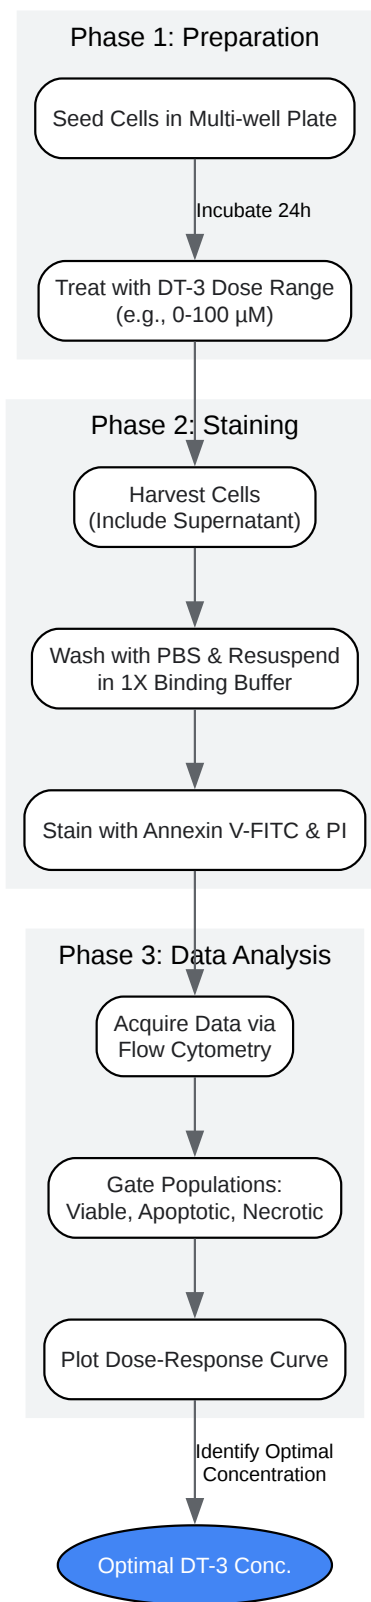 Phase 1: Preparation
Seed Cells in Multi-well Plate
Incubate 24h
Treat with DT-3 Dose Range
(e.g., 0-100 µM)
Phase 2: Staining
Harvest Cells
(Include Supernatant)
Wash with PBS & Resuspend
in 1X Binding Buffer
Stain with Annexin V-FITC & PI
Phase 3: Data Analysis
Acquire Data via
Flow Cytometry
Gate Populations:
Viable, Apoptotic, Necrotic
Plot Dose-Response Curve
Identify Optimal
Concentration
Optimal DT-3 Conc.